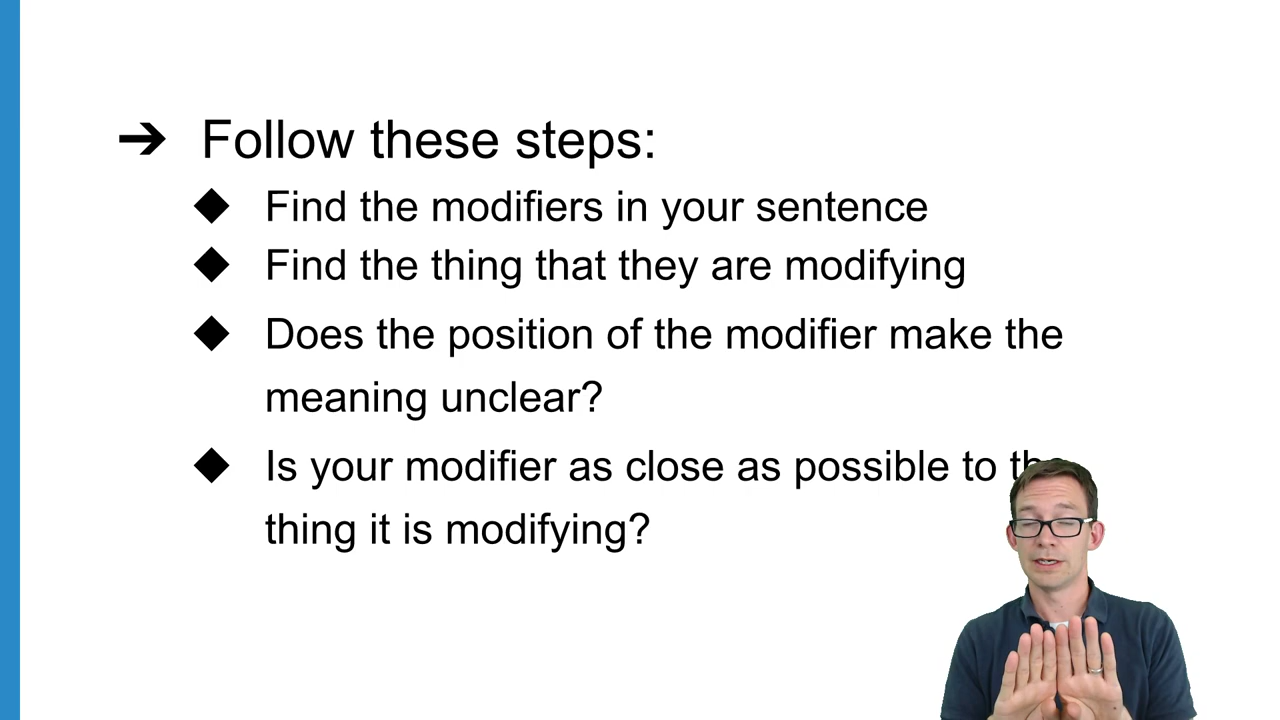 ➔ Follow these steps:
◆ Find the modifiers in your sentence
◆ Find the thing that they are modifying
◆ Does the position of the modifier make the
meaning unclear?
◆ Is your modifier as close as possible to the
thing it is modifying?